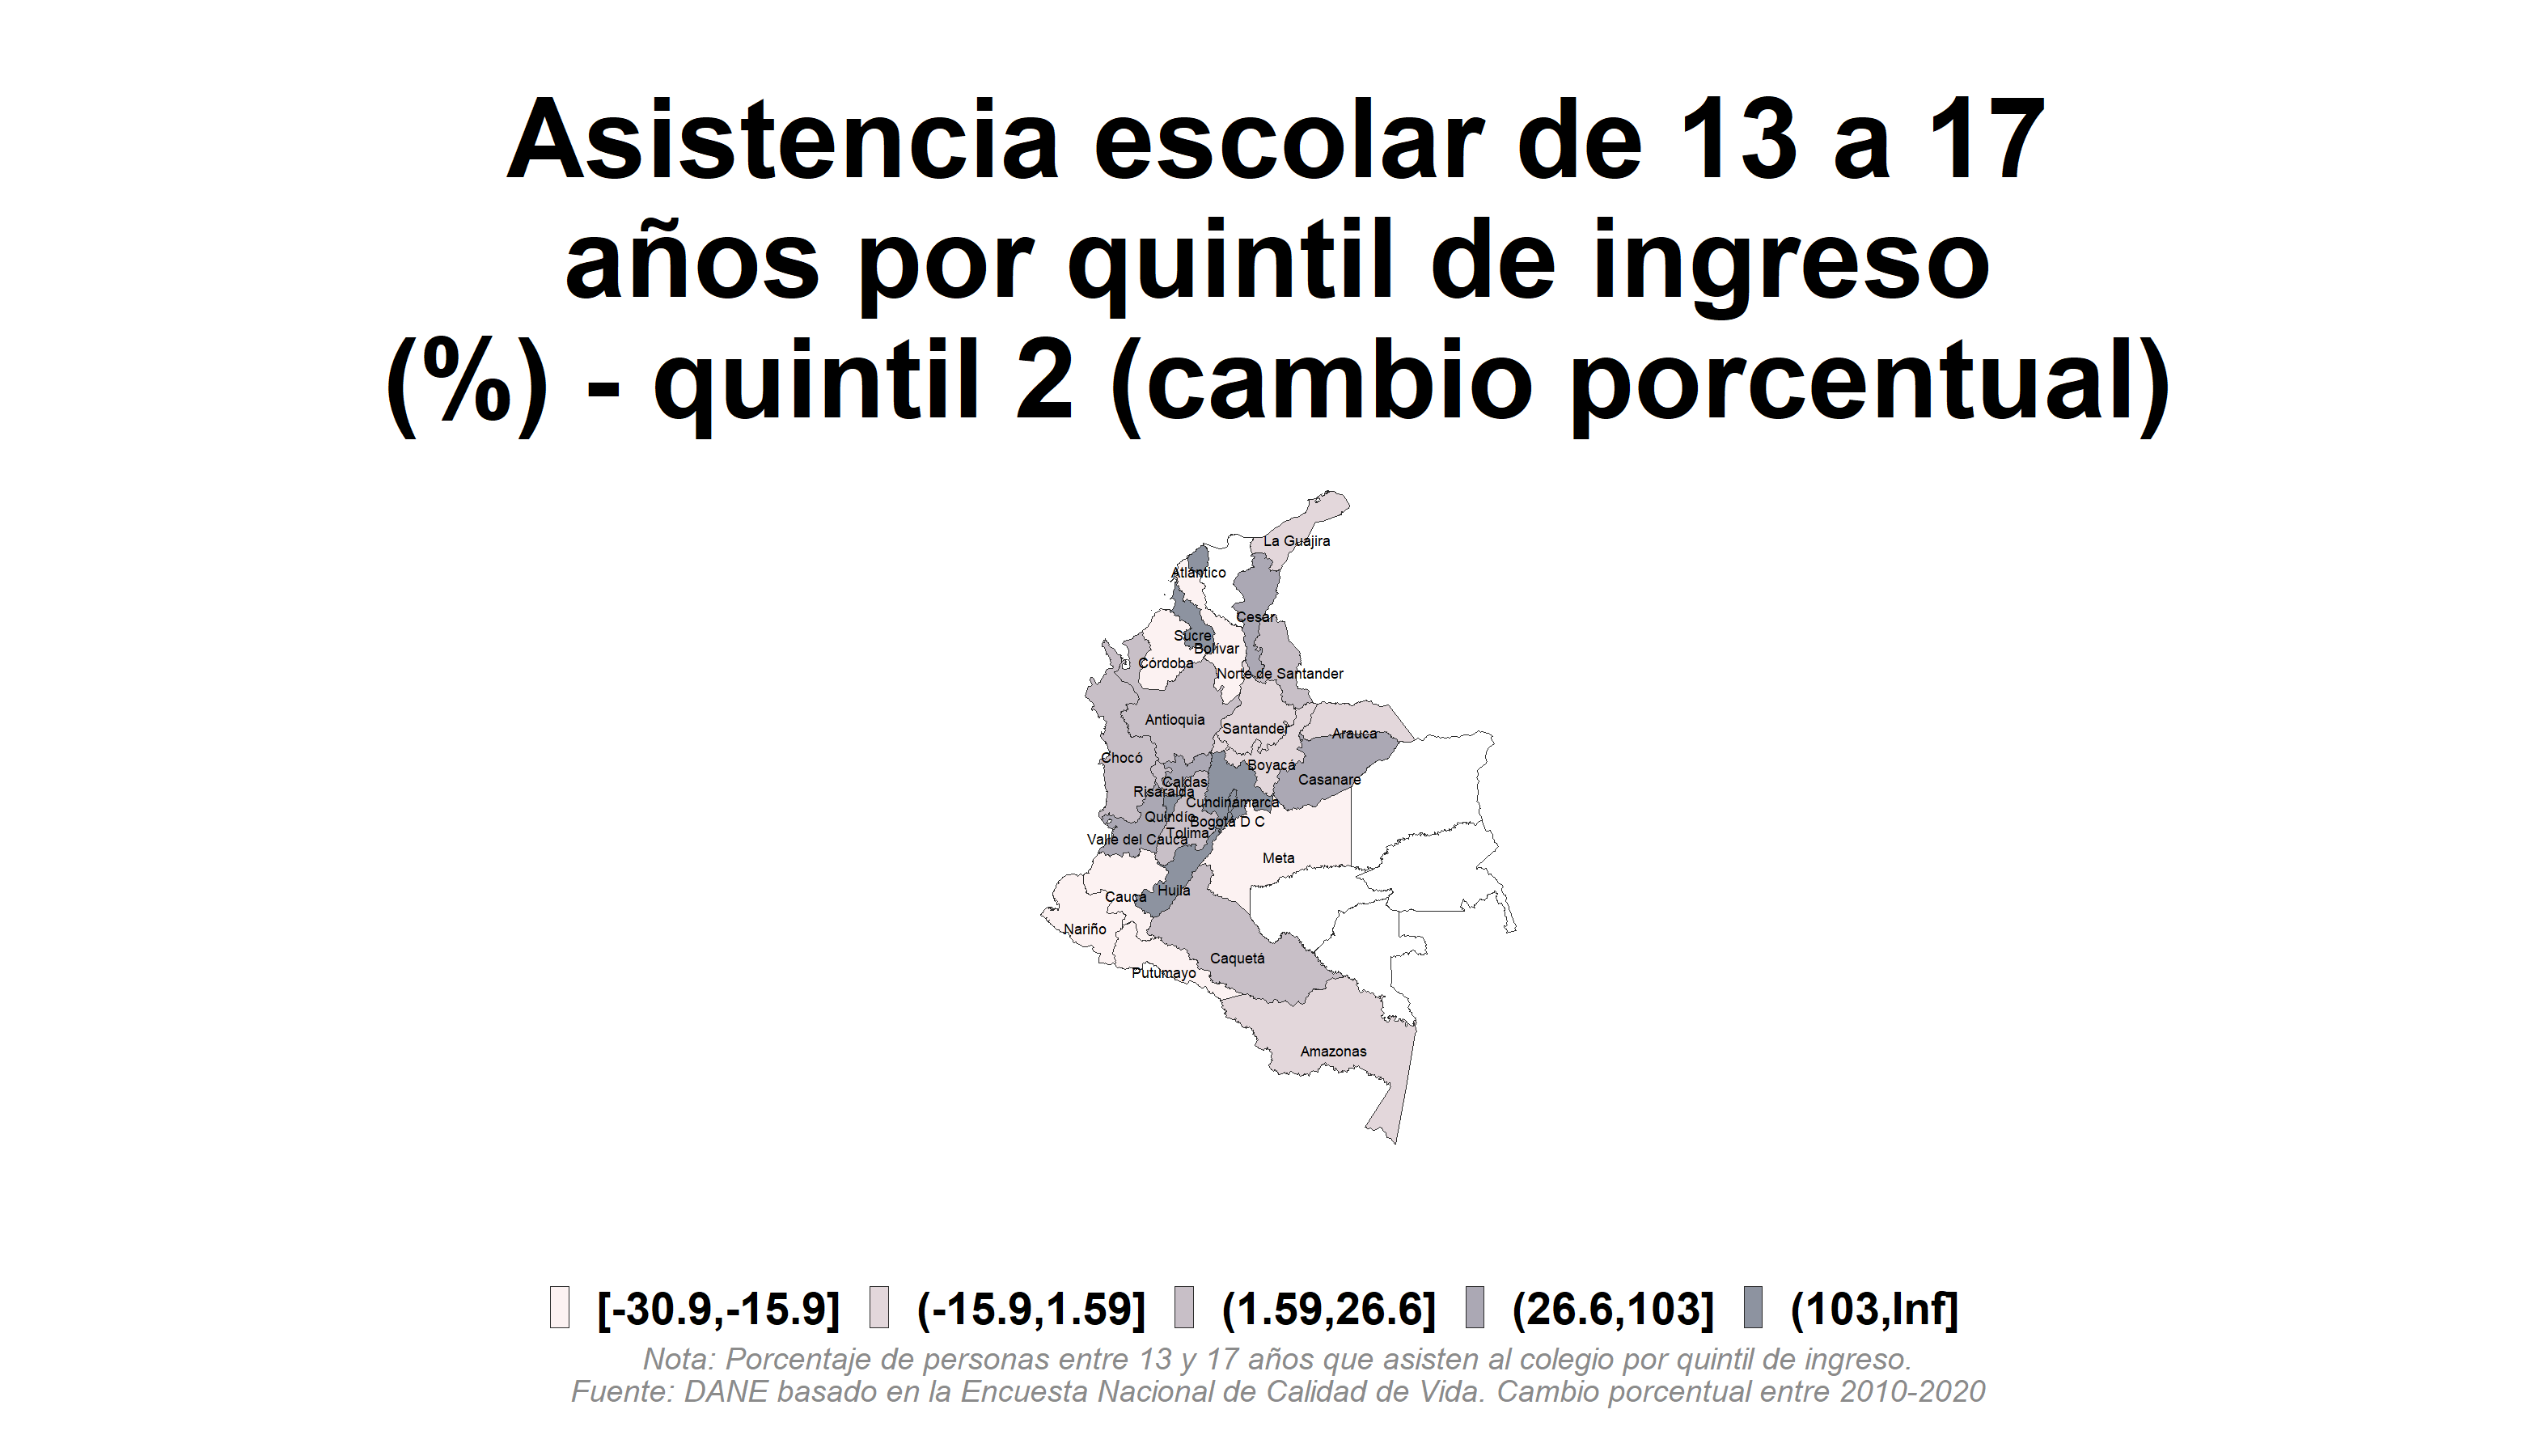 Asistencia escolar de 13 a 17
años por quintil de ingreso
(%) - quintil 2 (cambio porcentual)
La Guajira
Atlántico
Cesar
Sucre
Bolívar
Córdoba
Norte de Santander
Antioquia
Santander
Arauca
Chocó
Boyacá
Casanare
Caldas
Risaralda
Cundinamarca
Quindío
Bogotá D C
Tolima
Valle del Cauca
Meta
Huila
Cauca
Nariño
Caquetá
Putumayo
Amazonas
[-30.9,-15.9] (-15.9,1.59] (1.59,26.6] (26.6,103] (103,Inf]
Nota: Porcentaje de personas entre 13 y 17 años que asisten al colegio por quintil de ingreso.
Fuente: DANE basado en la Encuesta Nacional de Calidad de Vida. Cambio porcentual entre 2010-2020